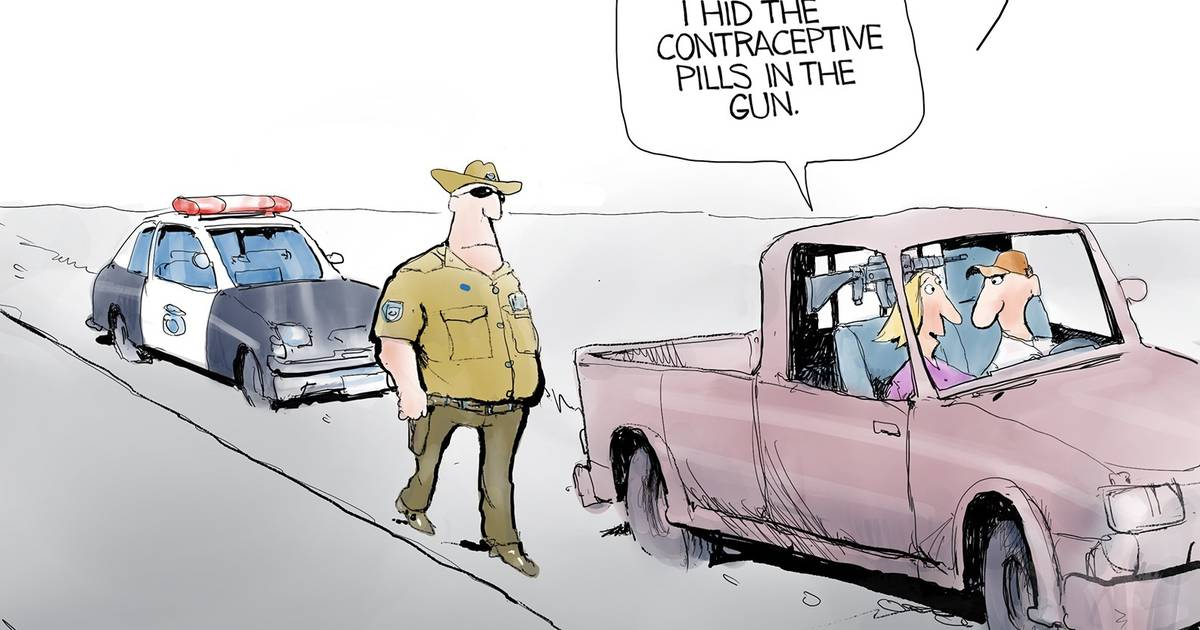 I HID THE
CONTRACEPTIVE
PILLS IN THE
GUN.